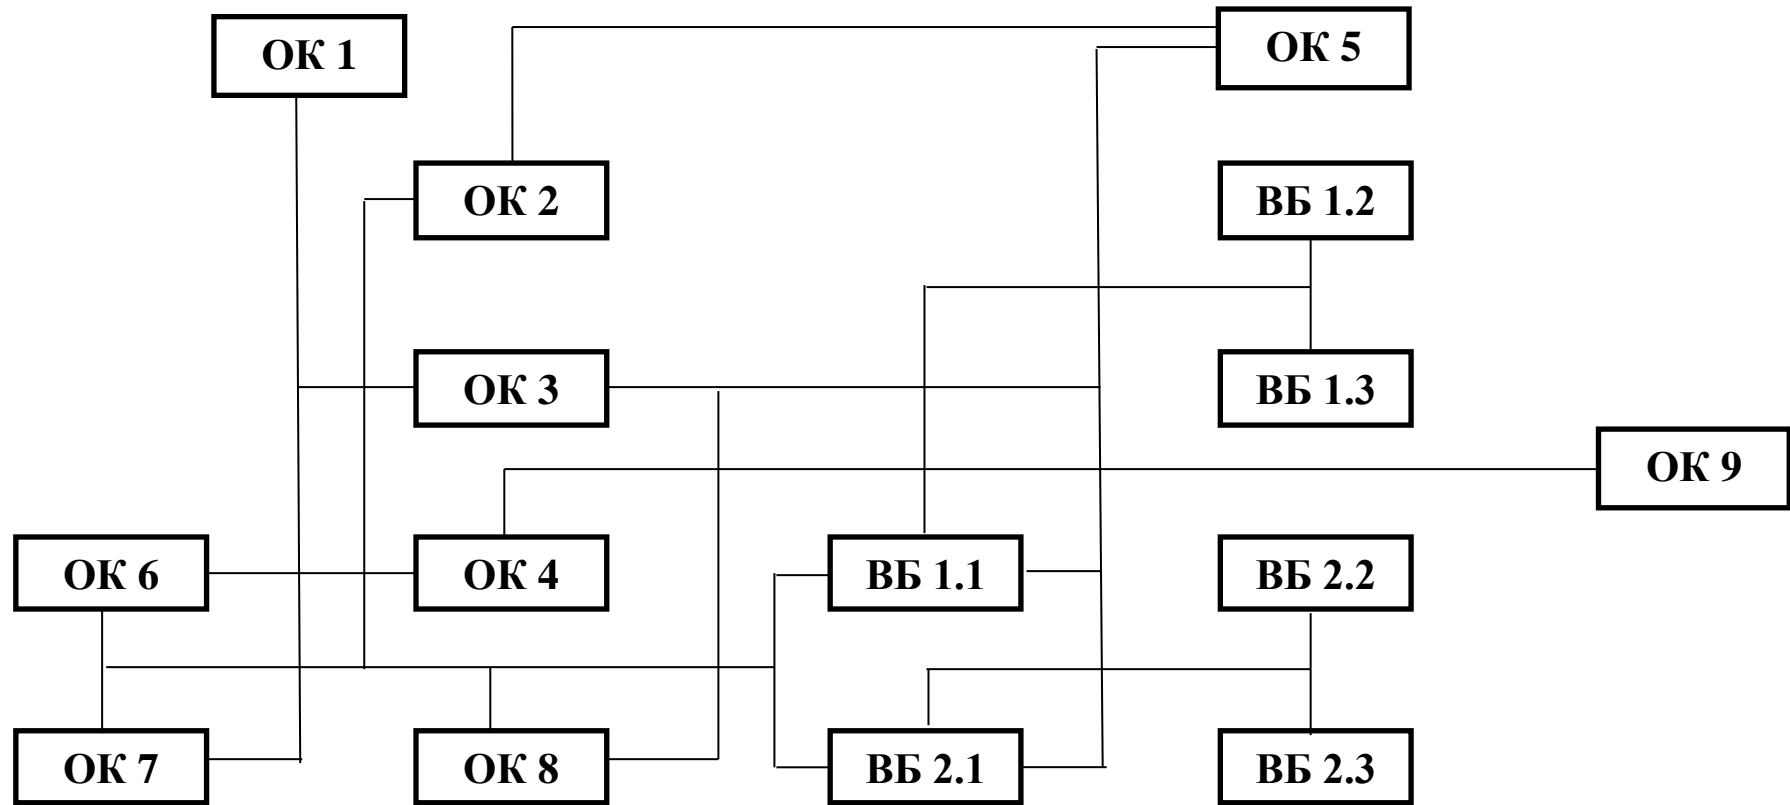 ОК 1
ОК 5
ОК 2
ВБ 1.2
ОК 3
ВБ 1.3
ОК 9
ОК 6
ОК 4
ВБ 1.1
ВБ 2.2
ОК 7
ОК 8
ВБ 2.1
ВБ 2.3